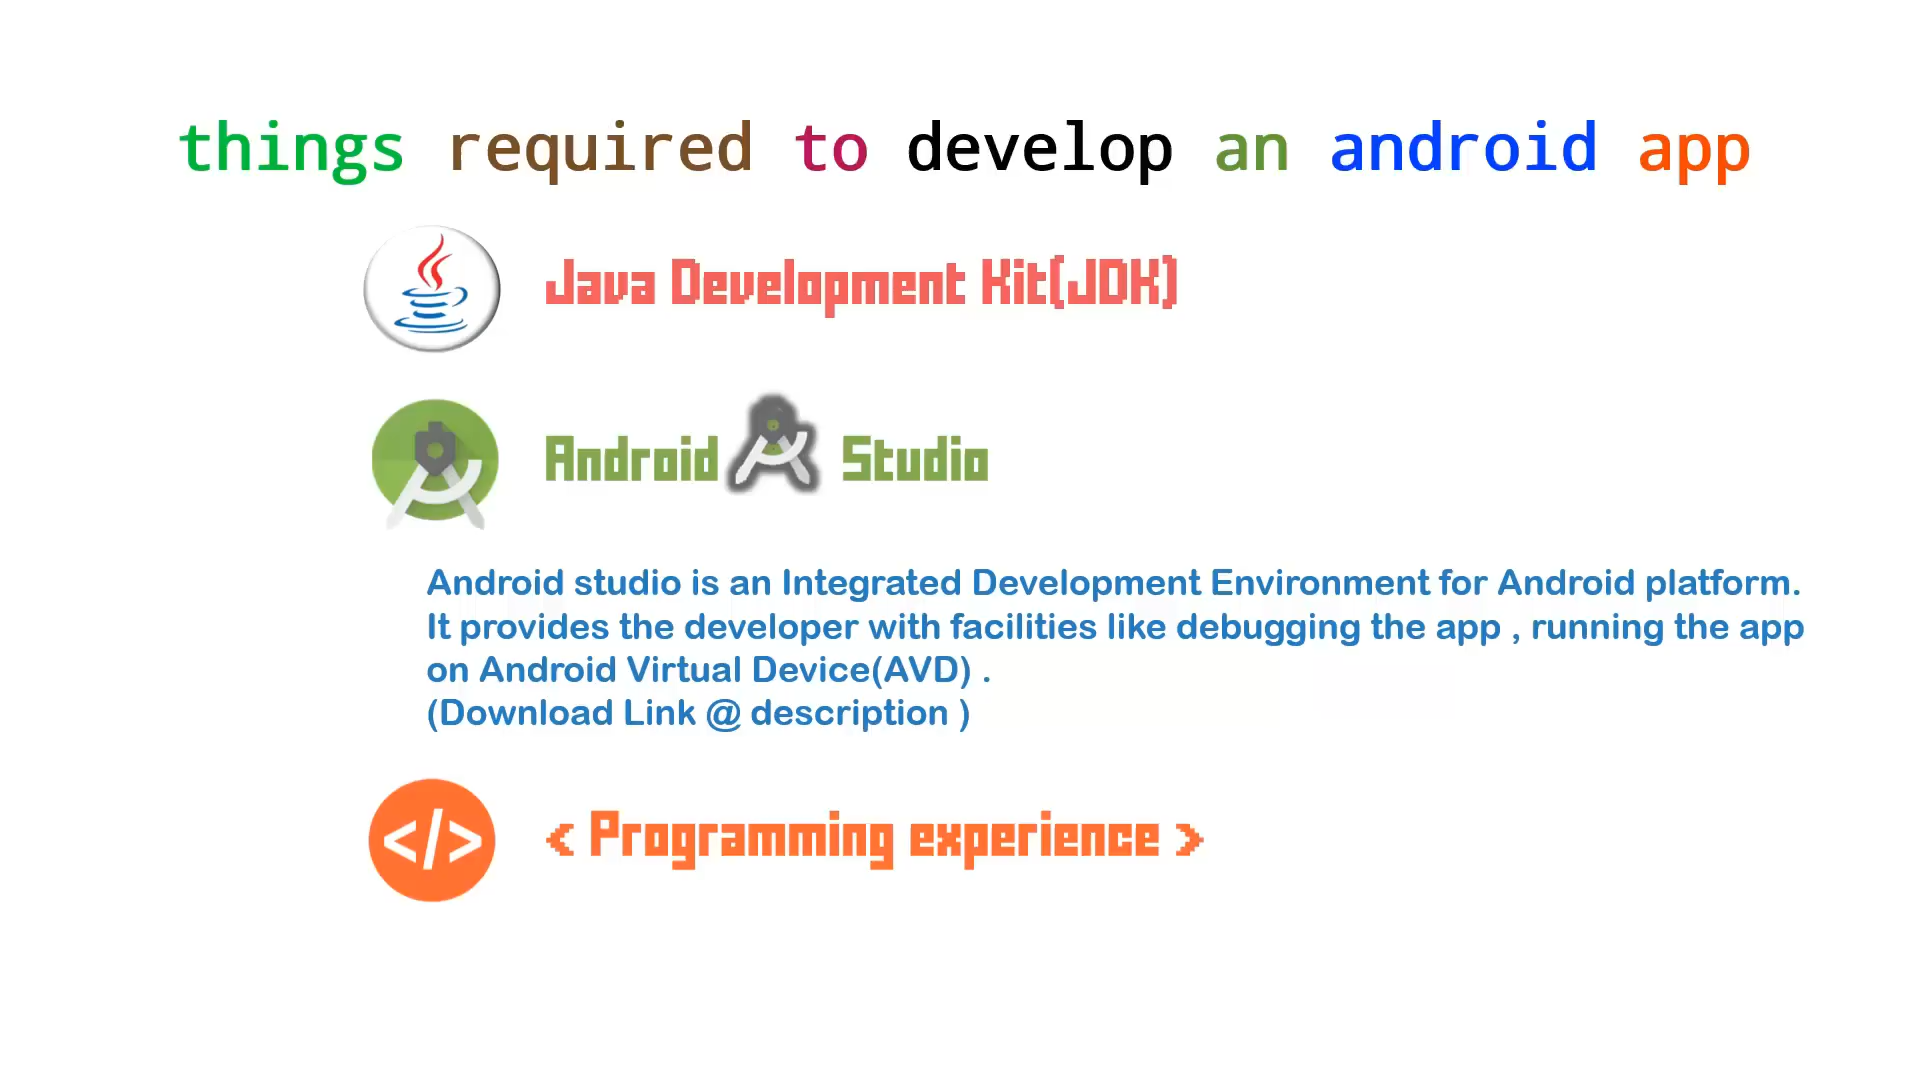 things required to develop an android app
Java Development Kit(JDK)
Android Studio
Android studio is an Integrated Development Environment for Android platform.
It provides the developer with facilities like debugging the app , running the app
on Android Virtual Device(AVD) .
(Download Link @ description )
</>
< Programming experience >